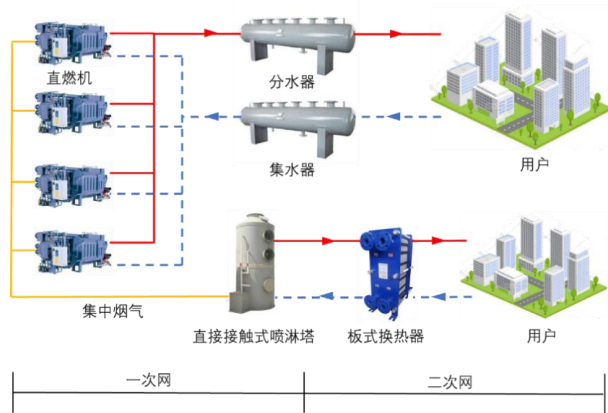 直燃机
分水器
集水器
用户
集中烟气
直接接触式喷淋塔
板式换热器
用户
一次网
二次网